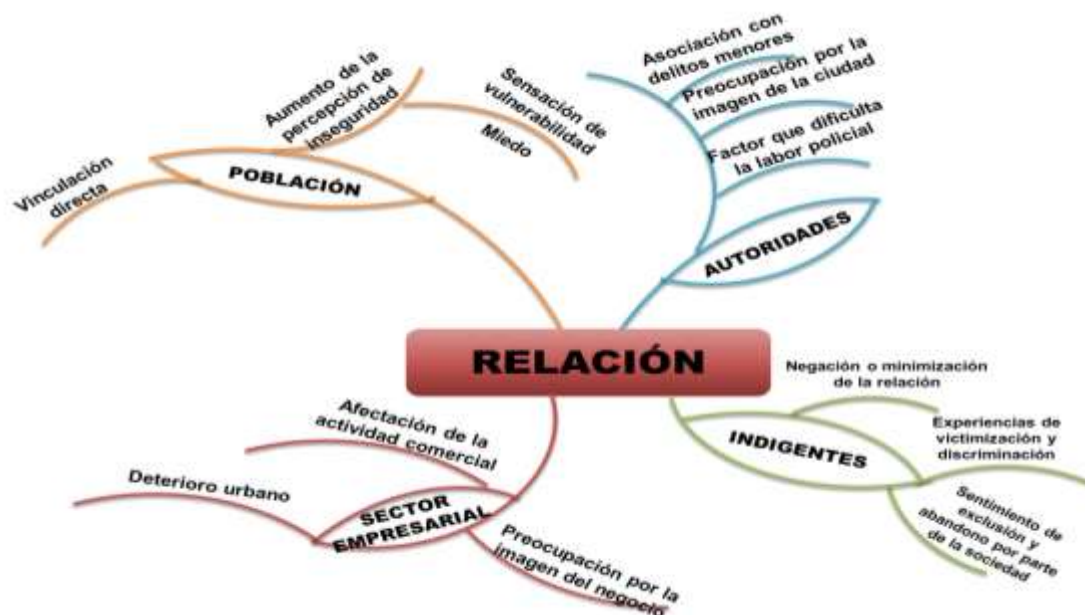 Vinculación
directa
Aumento de la
percepción de
inseguridad
Sensación de
vulnerabilidad
Miedo
POBLACIÓN
Asociación con
delitos menores
Preocupación por la
imagen de la ciudad
Factor que dificulta
la labor policial
AUTORIDADES
RELACIÓN
Afectación de la
actividad comercial
Deterioro urbano
SECTOR
EMPRESARIAL
Preocupación por la
imagen del negocio
Negación o minimización
de la relación
INDIGENTES
Experiencias de
victimización y
discriminación
Sentimiento de
exclusión y
abandono por parte
de la sociedad